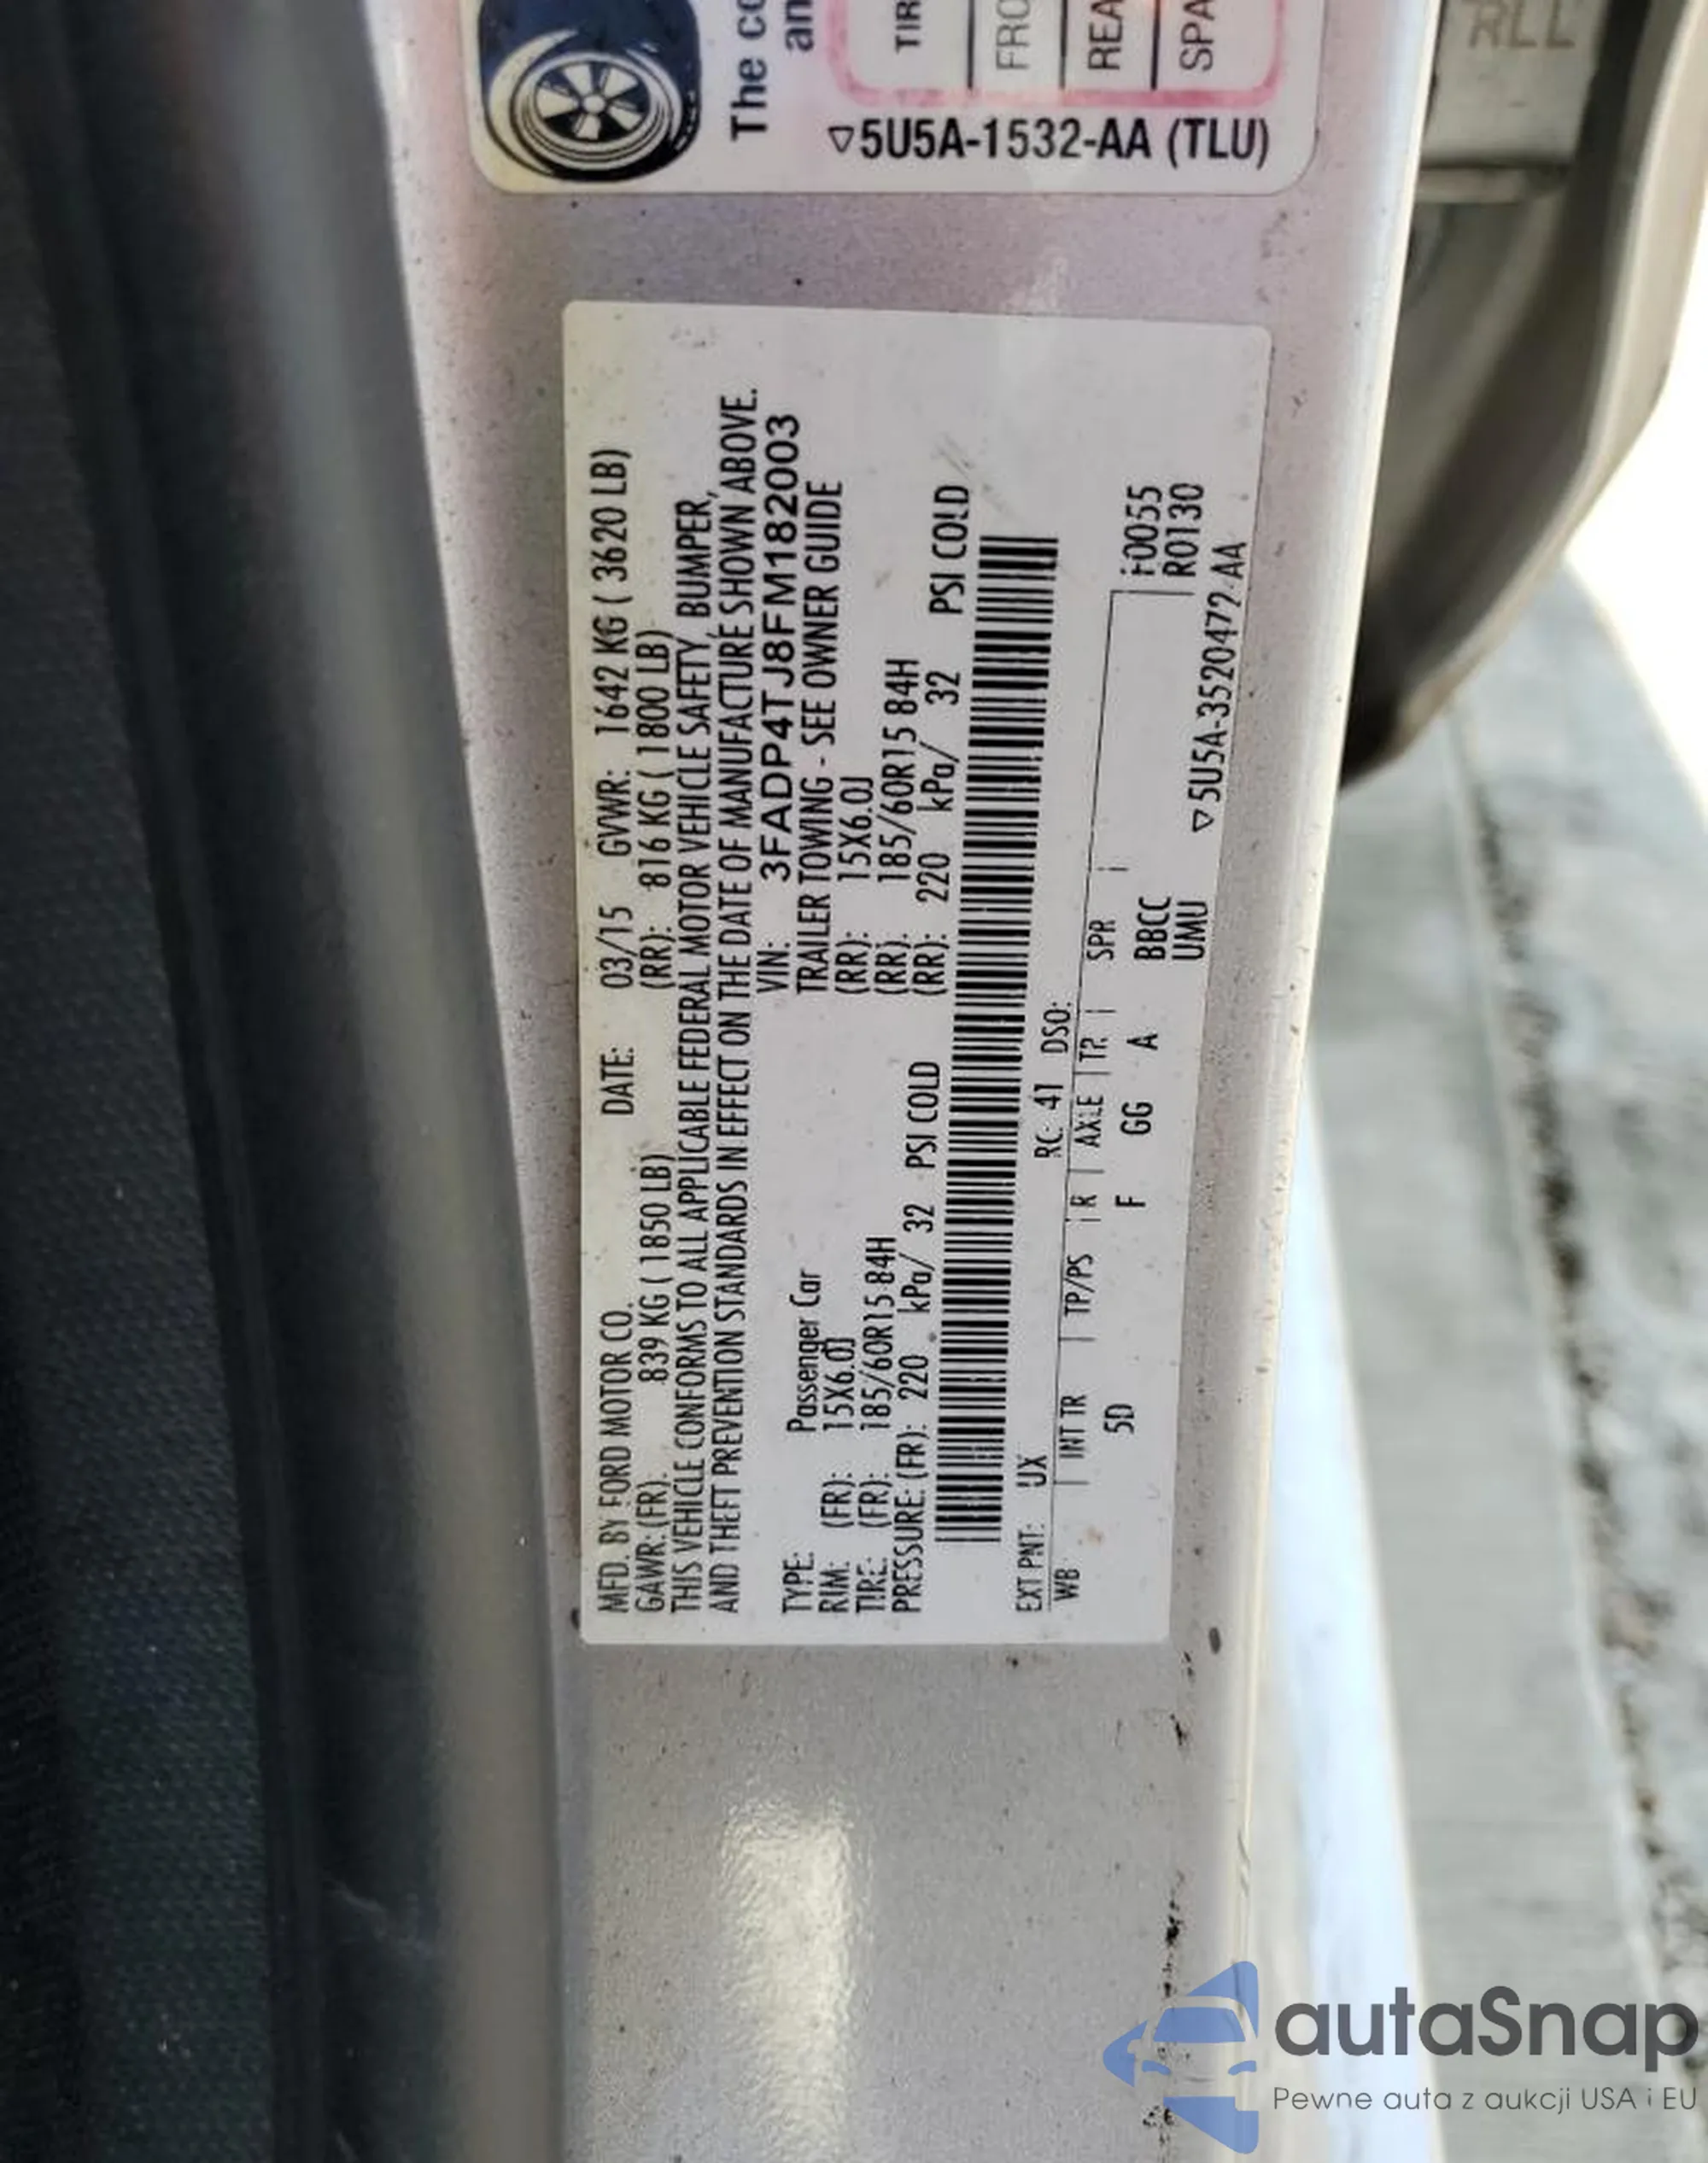 The co
an
TIR
FRO
REA
SPA
▽5U5A-1532-AA (TLU)
MFD. BY FORD MOTOR CO. DATE: 03/15 GVWR: 1642 KG ( 3620 LB)
GAWR: (FR). 839 KG ( 1850 LB) (RR): 816 KG ( 1800 LB)
THIS VEHICLE CONFORMS TO ALL APPLICABLE FEDERAL MOTOR VEHICLE SAFETY, BUMPER,
AND THEFT PREVENTION STANDARDS IN EFFECT ON THE DATE OF MANUFACTURE SHOWN ABOVE.
VIN: 3FADP4TJ8FM182003
TYPE: Passenger Car TRAILER TOWING - SEE OWNER GUIDE
RIM: (FR): 15X6.0J (RR): 15X6.0J
TIRE: (FR): 185/60R15 84H (RR). 185/60R15 84H
PRESSURE: (FR): 220 kPa/ 32 PSI COLD (RR): 220 kPa/ 32 PSI COLD
EXT PNT: UX RC: 41 DSO:
WB INT TR TP/PS R AXLE TR SPR F0055
5D F GG A BBCC R0130
UMU
▽5U5A-3520472-AA
autaSnap
Pewne auta z aukcji USA i EU